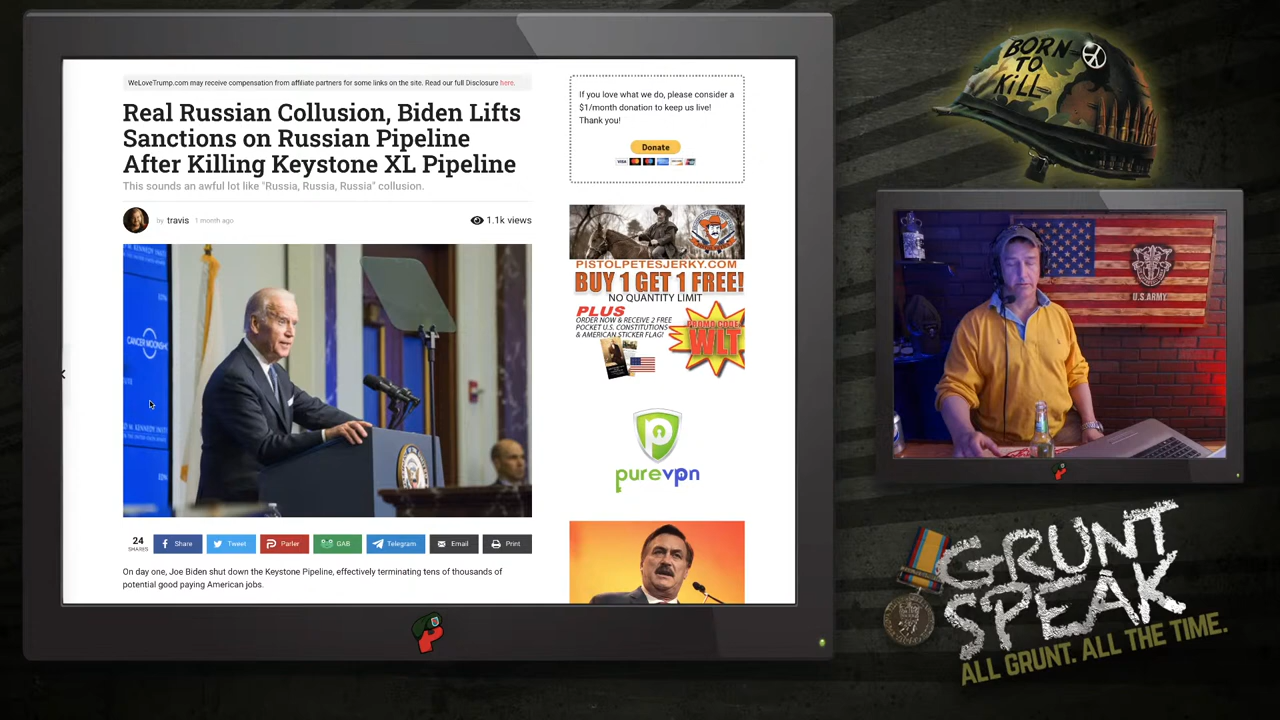 WeLoveTrump.com may receive compensation from affiliate partners for some links on the site. Read our full Disclosure here.
Real Russian Collusion, Biden Lifts
Sanctions on Russian Pipeline
After Killing Keystone XL Pipeline
This sounds an awful lot like "Russia, Russia, Russia" collusion.
by travis 1 month ago
1.1k views
CANCER MOONSH
24
SHARES
Share
Tweet
Parler
GAB
Telegram
Email
Print
On day one, Joe Biden shut down the Keystone Pipeline, effectively terminating tens of thousands of
potential good paying American jobs.
If you love what we do, please consider a
$1/month donation to keep us live!
Thank you!
Donate
VISA
PISTOLPETESJERKY.COM
BUY 1 GET 1 FREE!
NO QUANTITY LIMIT
PLUS
ORDER NOW & RECEIVE 2 FREE
POCKET U.S. CONSTITUTIONS
& AMERICAN STICKER FLAG!
PROMO CODE
WLT
purevpn
BORN
TO
KILL
U.S. ARMY
GRUNT
SPEAK
ALL GRUNT. ALL THE TIME.